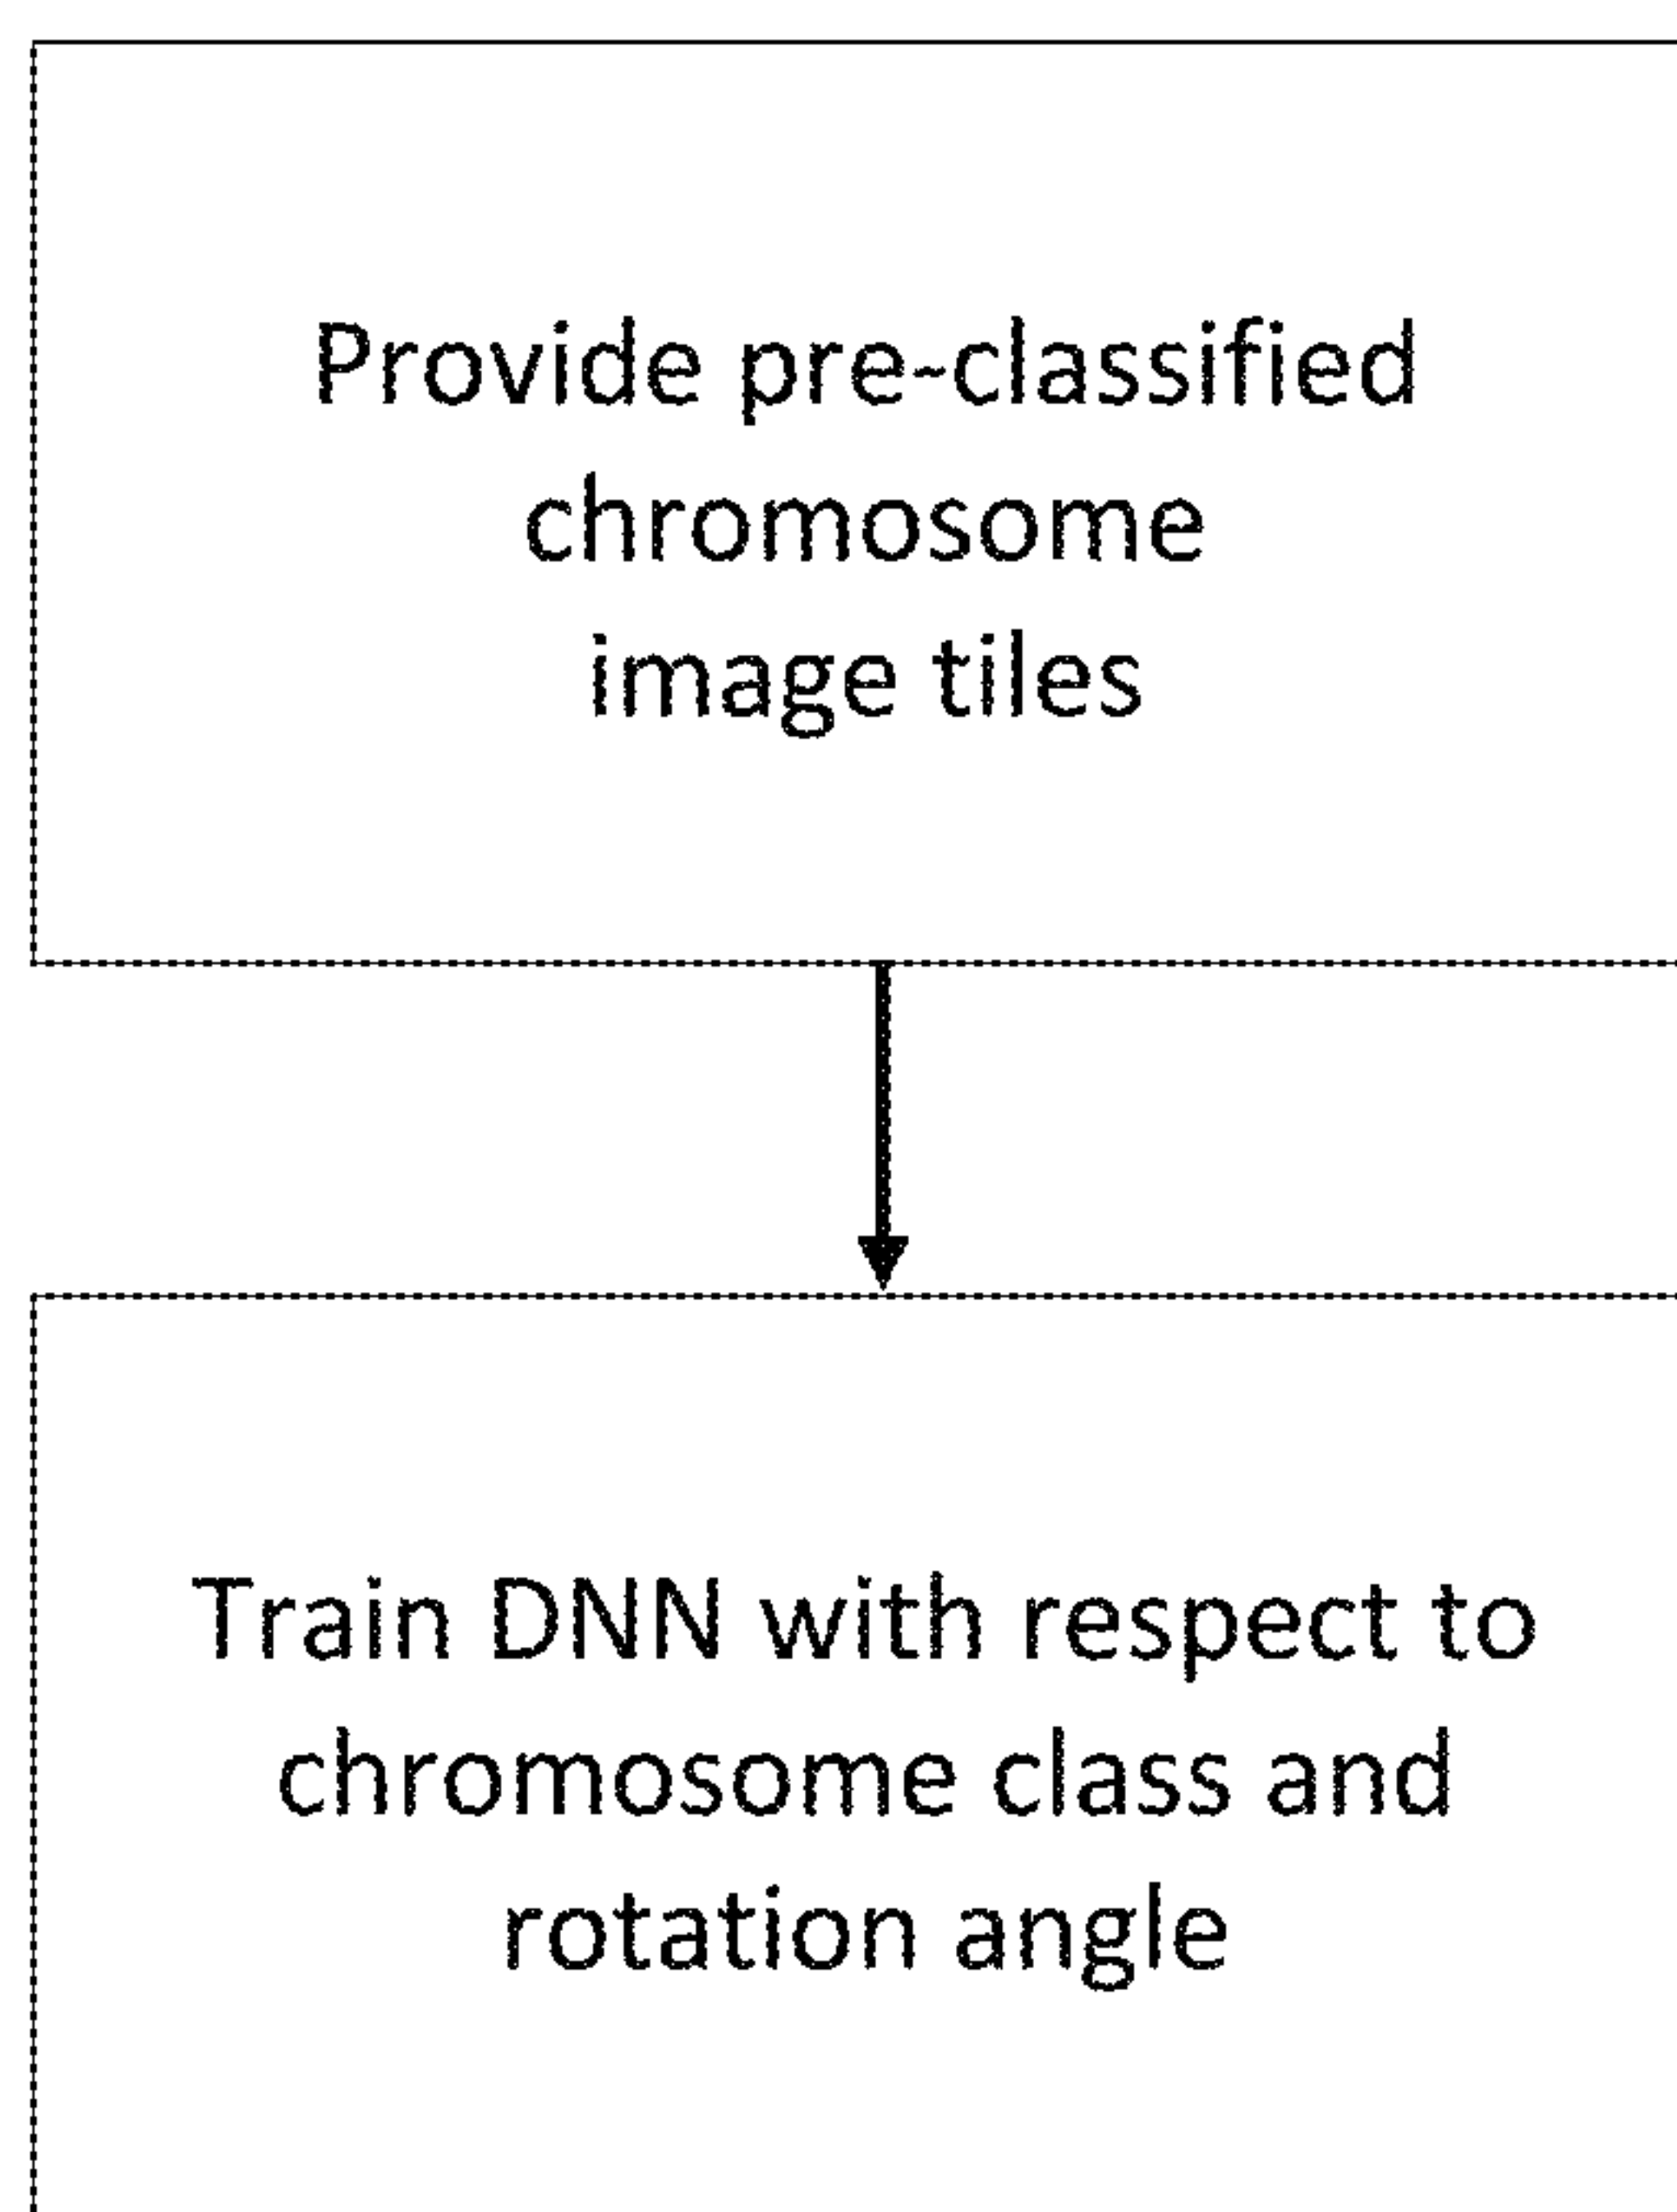 Provide pre-classified
chromosome
image tiles
Train DNN with respect to
chromosome class and
rotation angle